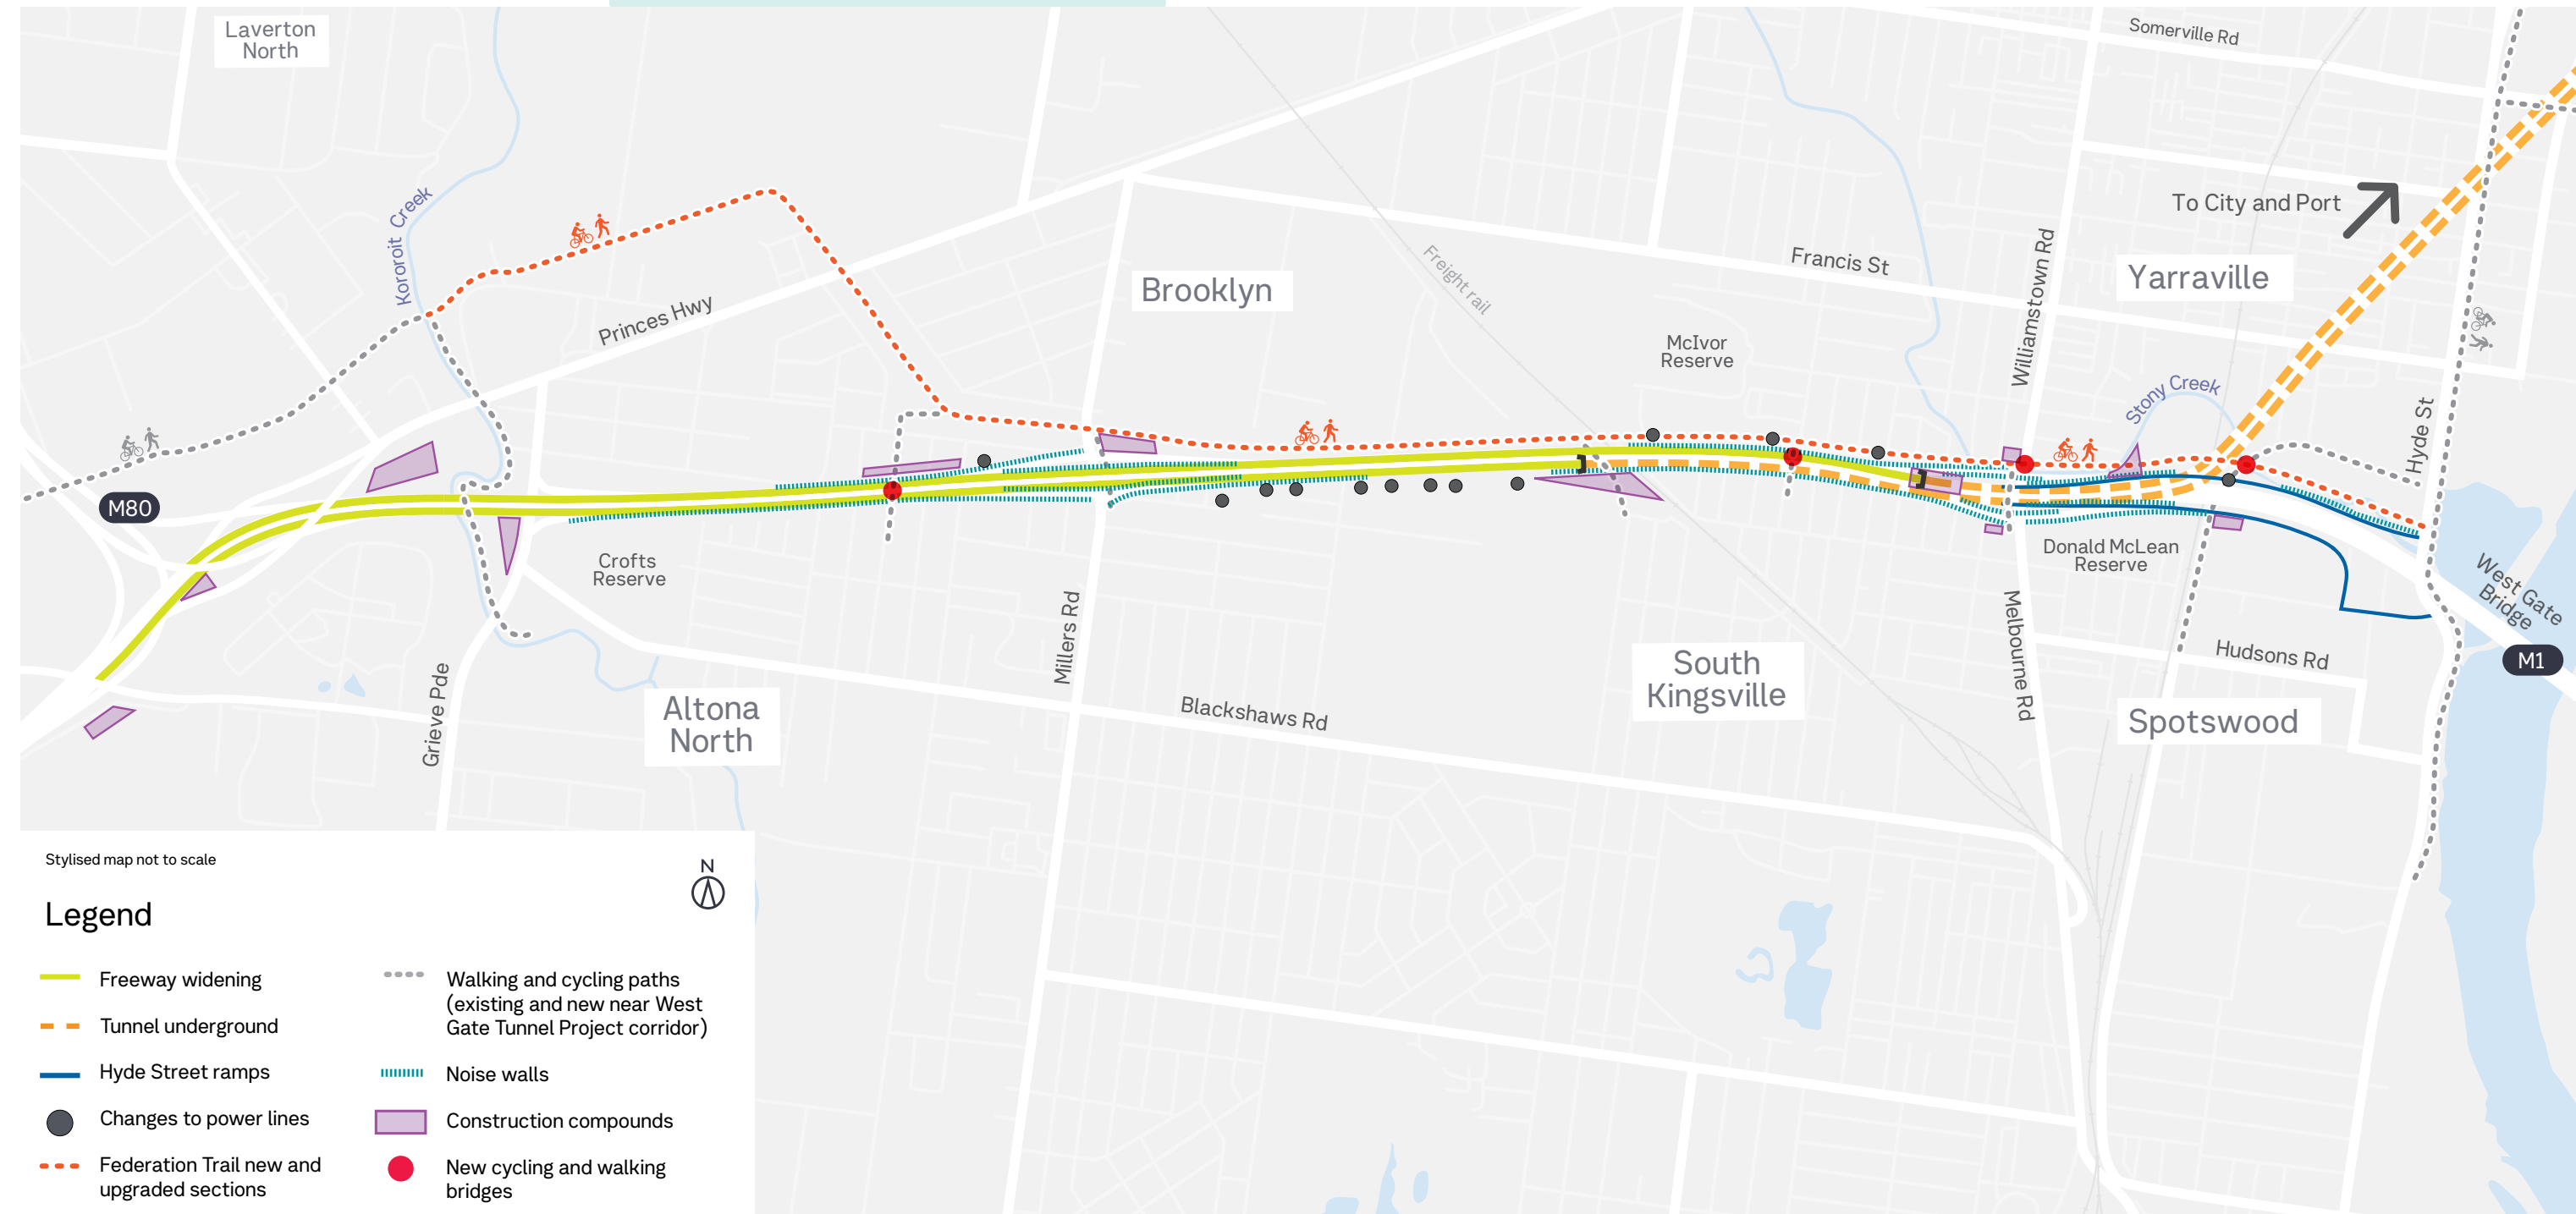 Laverton
North
Somerville Rd
Kororoit Creek
To City and Port
Princes Hwy
Brooklyn
Freight rail
Francis St
Williamstown Rd
Yarraville
McIvor
Reserve
Stony Creek
Hyde St
M80
Crofts
Reserve
Donald McLean
Reserve
West Gate
Bridge
Millers Rd
Melbourne Rd
Hudsons Rd
M1
Grieve Pde
Altona
North
Blackshaws Rd
South
Kingsville
Spotswood
Stylised map not to scale
N
Legend
Freeway widening
Tunnel underground
Hyde Street ramps
Changes to power lines
Federation Trail new and
upgraded sections
Walking and cycling paths
(existing and new near West
Gate Tunnel Project corridor)
Noise walls
Construction compounds
New cycling and walking
bridges